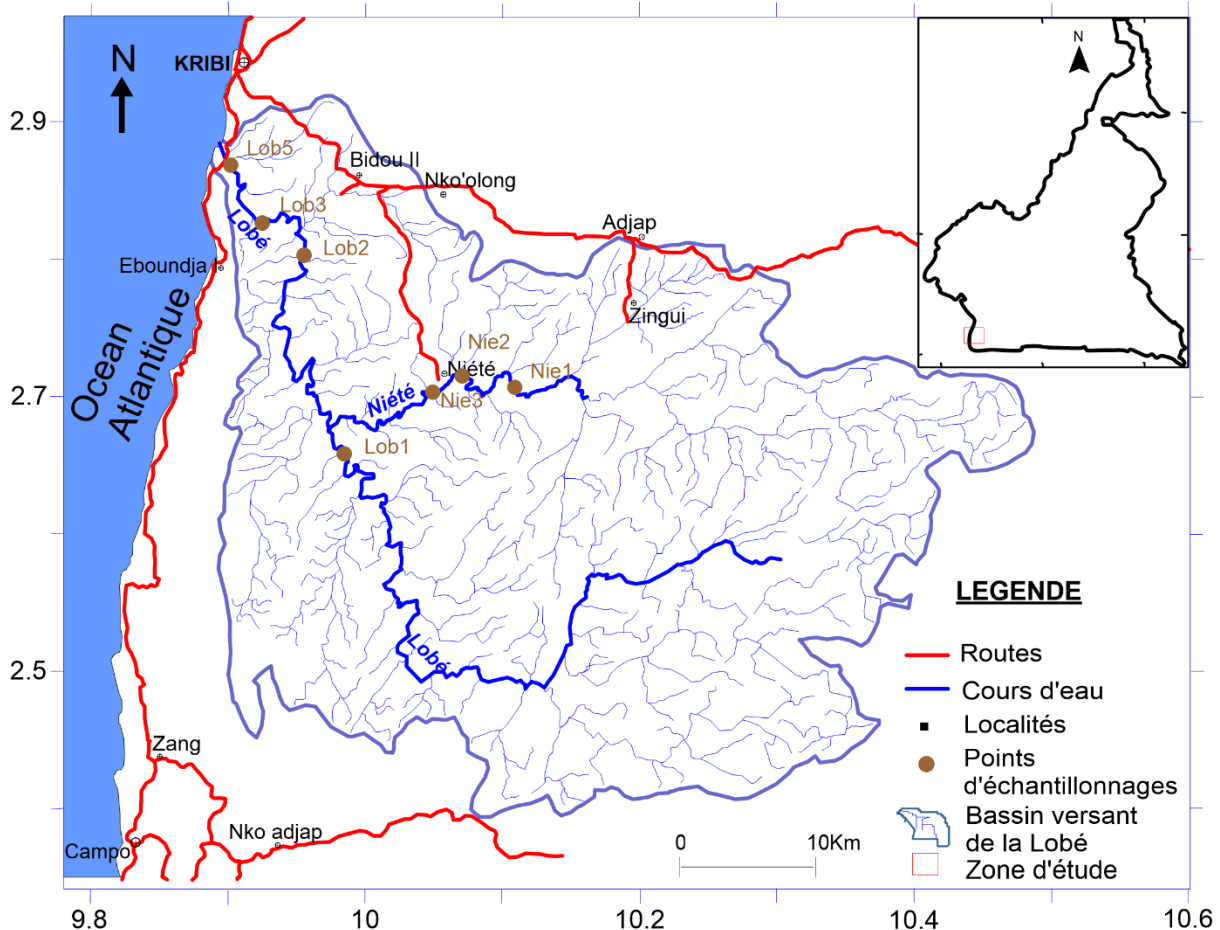 N
KRIBI
N
2.9
Lob5
Bidou II
Nko'olong
Lob3
Adjap
Lobé
Lob2
Eboundja I
Zingui
Ocean
Atlantique
Nie2
Niété
Nie1
2.7
Niété
Nie3
Lob1
LEGENDE
Routes
Cours d'eau
Localités
Points
d'échantillonnages
Bassin versant
de la Lobé
Zone d'étude
Lobé
2.5
Zang
Nko adjap
Campo
0
10Km
9.8
10
10.2
10.4
10.6